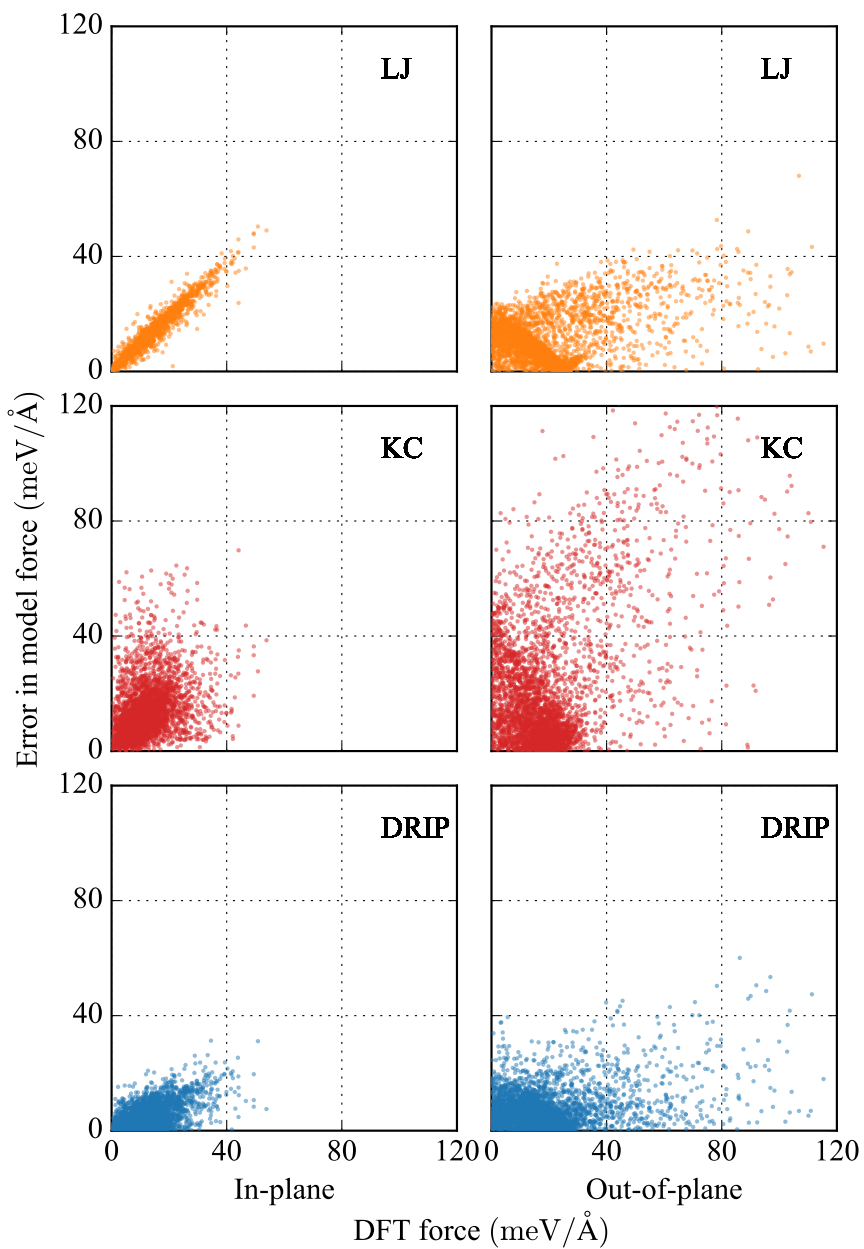 120
80
40
0
LJ
LJ
120
80
40
0
KC
KC
120
80
40
0
DRIP
DRIP
0 40 80 120
0 40 80 120
In-plane
Out-of-plane
DFT force (meV/Å)
Error in model force (meV/Å)